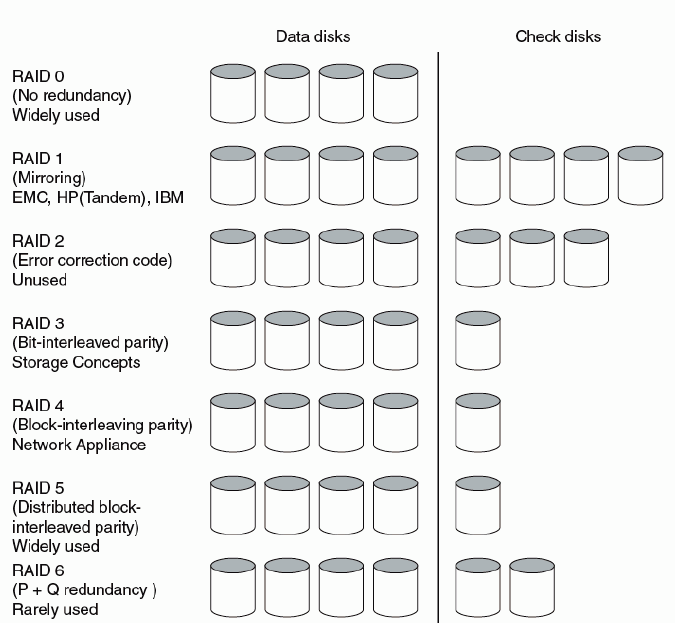 Data disks
Check disks
RAID 0
(No redundancy)
Widely used
RAID 1
(Mirroring)
EMC, HP(Tandem), IBM
RAID 2
(Error correction code)
Unused
RAID 3
(Bit-interleaved parity)
Storage Concepts
RAID 4
(Block-interleaving parity)
Network Appliance
RAID 5
(Distributed block-
interleaved parity)
Widely used
RAID 6
(P + Q redundancy )
Rarely used